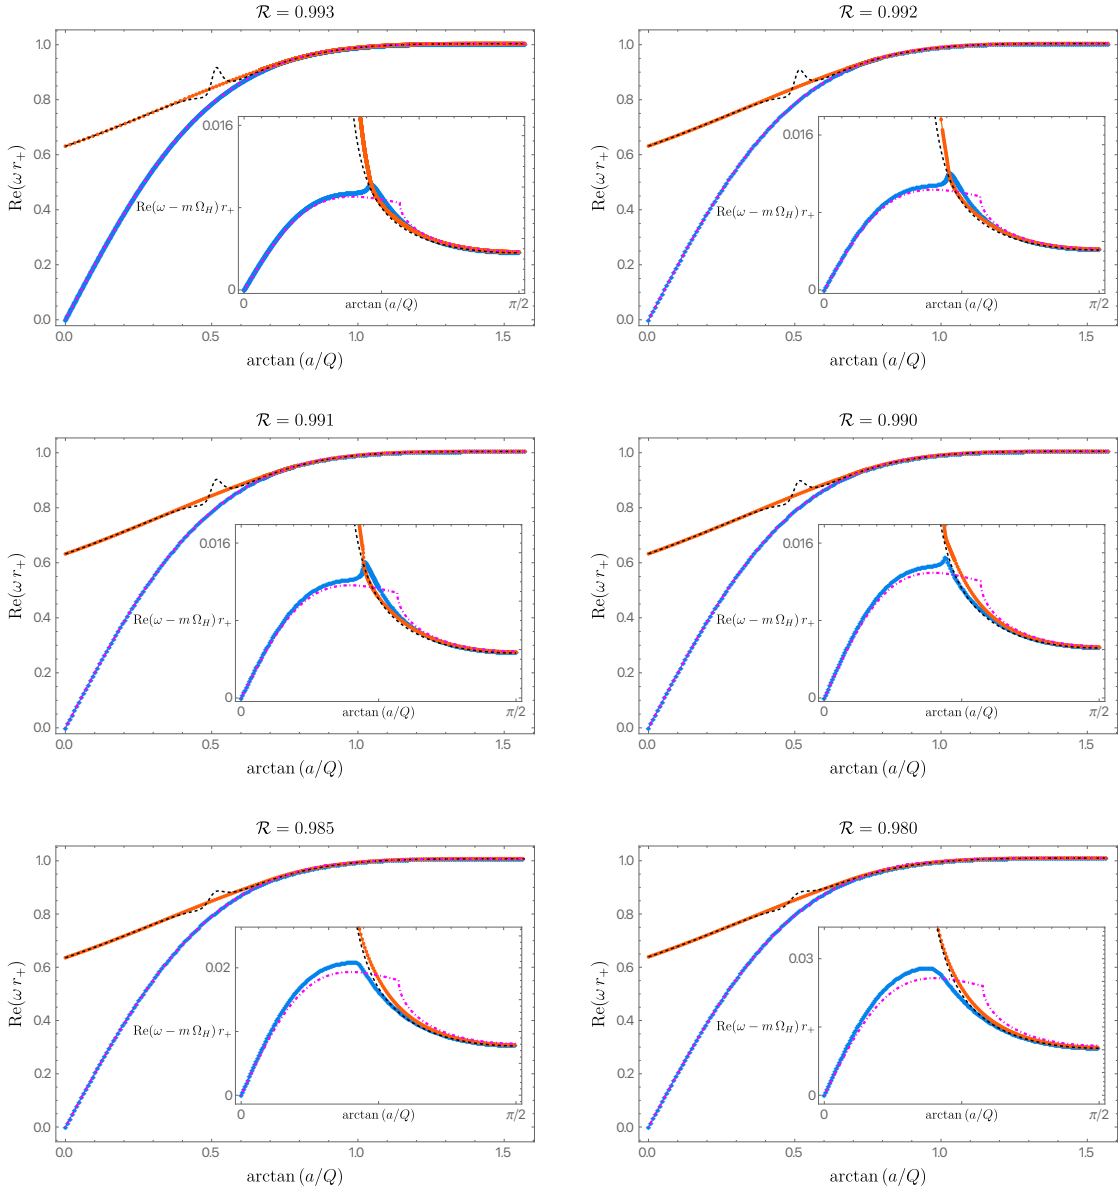 ℛ = 0.993
1.0
0.8
0.6
0.4
0.2
0.0
0.0
0.5
1.0
1.5
Re(ω r₊)
arctan (a/Q)
0.016
0
Re(ω − m Ω_H) r₊
0
arctan (a/Q)
π/2
ℛ = 0.992
1.0
0.8
0.6
0.4
0.2
0.0
0.0
0.5
1.0
1.5
Re(ω r₊)
arctan (a/Q)
0.016
0
Re(ω − m Ω_H) r₊
0
arctan (a/Q)
π/2
ℛ = 0.991
1.0
0.8
0.6
0.4
0.2
0.0
0.0
0.5
1.0
1.5
Re(ω r₊)
arctan (a/Q)
0.016
0
Re(ω − m Ω_H) r₊
0
arctan (a/Q)
π/2
ℛ = 0.990
1.0
0.8
0.6
0.4
0.2
0.0
0.0
0.5
1.0
1.5
Re(ω r₊)
arctan (a/Q)
0.016
0
Re(ω − m Ω_H) r₊
0
arctan (a/Q)
π/2
ℛ = 0.985
1.0
0.8
0.6
0.4
0.2
0.0
0.0
0.5
1.0
1.5
Re(ω r₊)
arctan (a/Q)
0.02
0
Re(ω − m Ω_H) r₊
0
arctan (a/Q)
π/2
ℛ = 0.980
1.0
0.8
0.6
0.4
0.2
0.0
0.0
0.5
1.0
1.5
Re(ω r₊)
arctan (a/Q)
0.03
0
Re(ω − m Ω_H) r₊
0
arctan (a/Q)
π/2